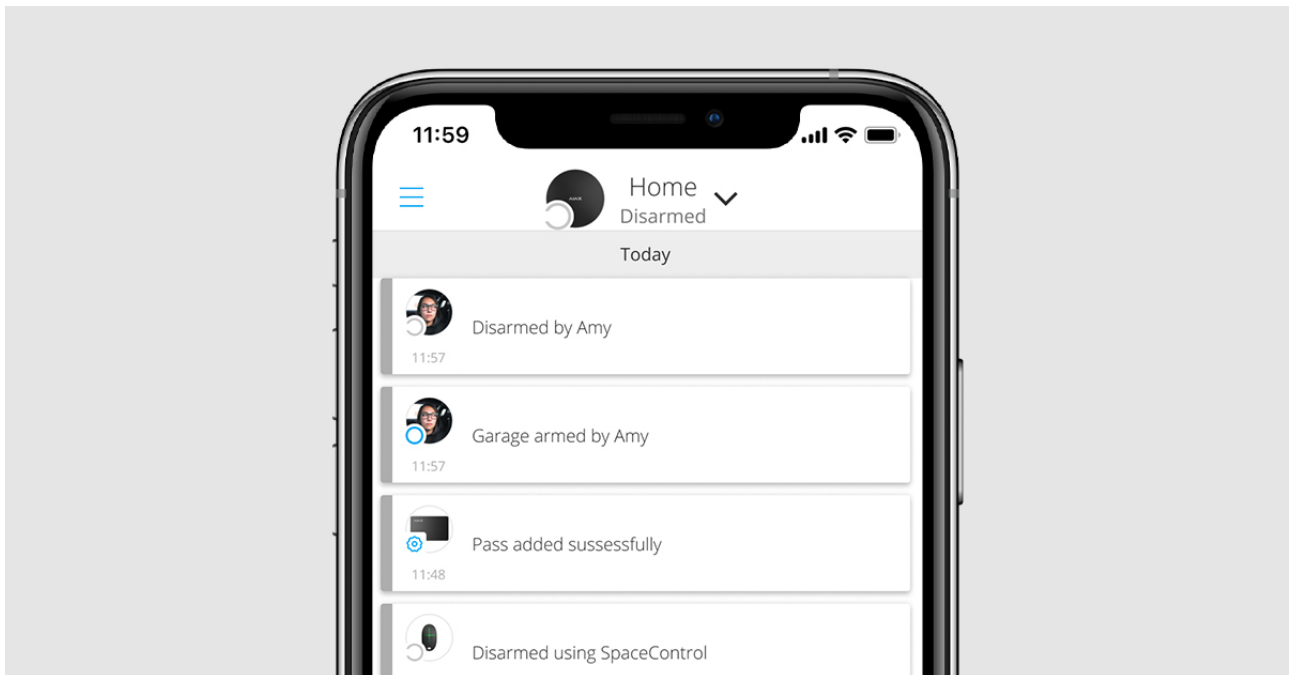 11:59
Home
Disarmed
Today
Disarmed by Amy
11:57
Garage armed by Amy
11:57
Pass added sussessfully
11:48
Disarmed using SpaceControl